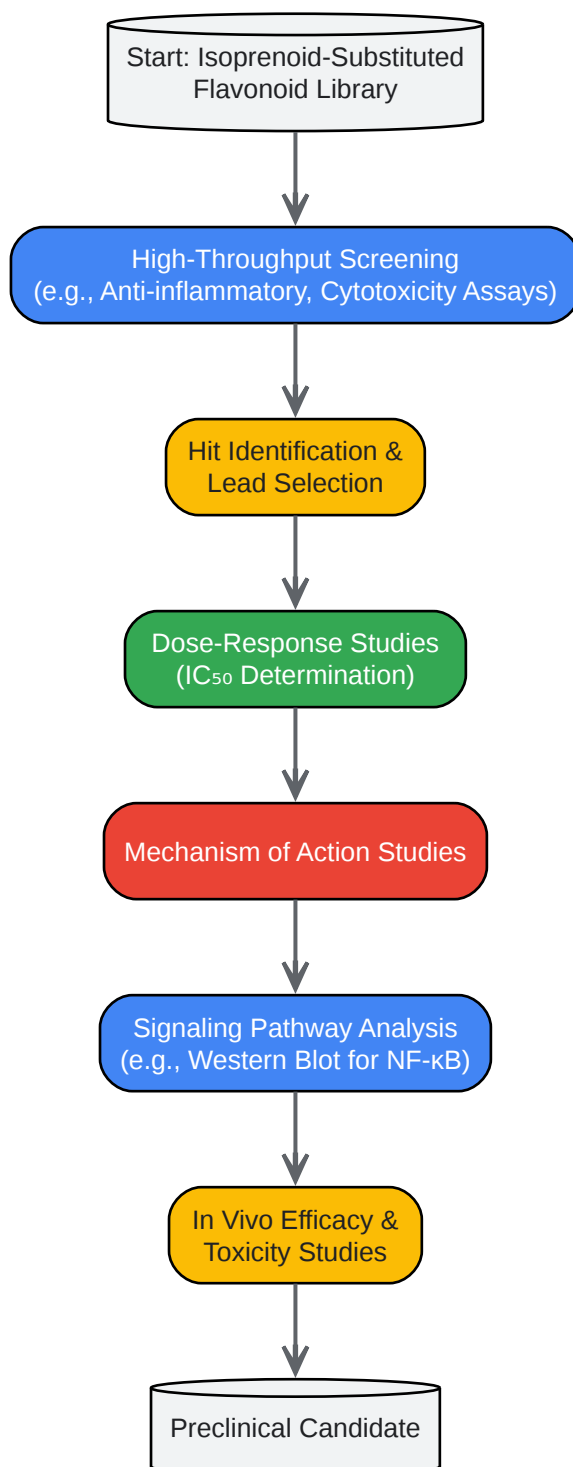 Start: Isoprenoid-Substituted
Flavonoid Library
High-Throughput Screening
(e.g., Anti-inflammatory, Cytotoxicity Assays)
Hit Identification &
Lead Selection
Dose-Response Studies
(IC₅₀ Determination)
Mechanism of Action Studies
Signaling Pathway Analysis
(e.g., Western Blot for NF-κB)
In Vivo Efficacy &
Toxicity Studies
Preclinical Candidate